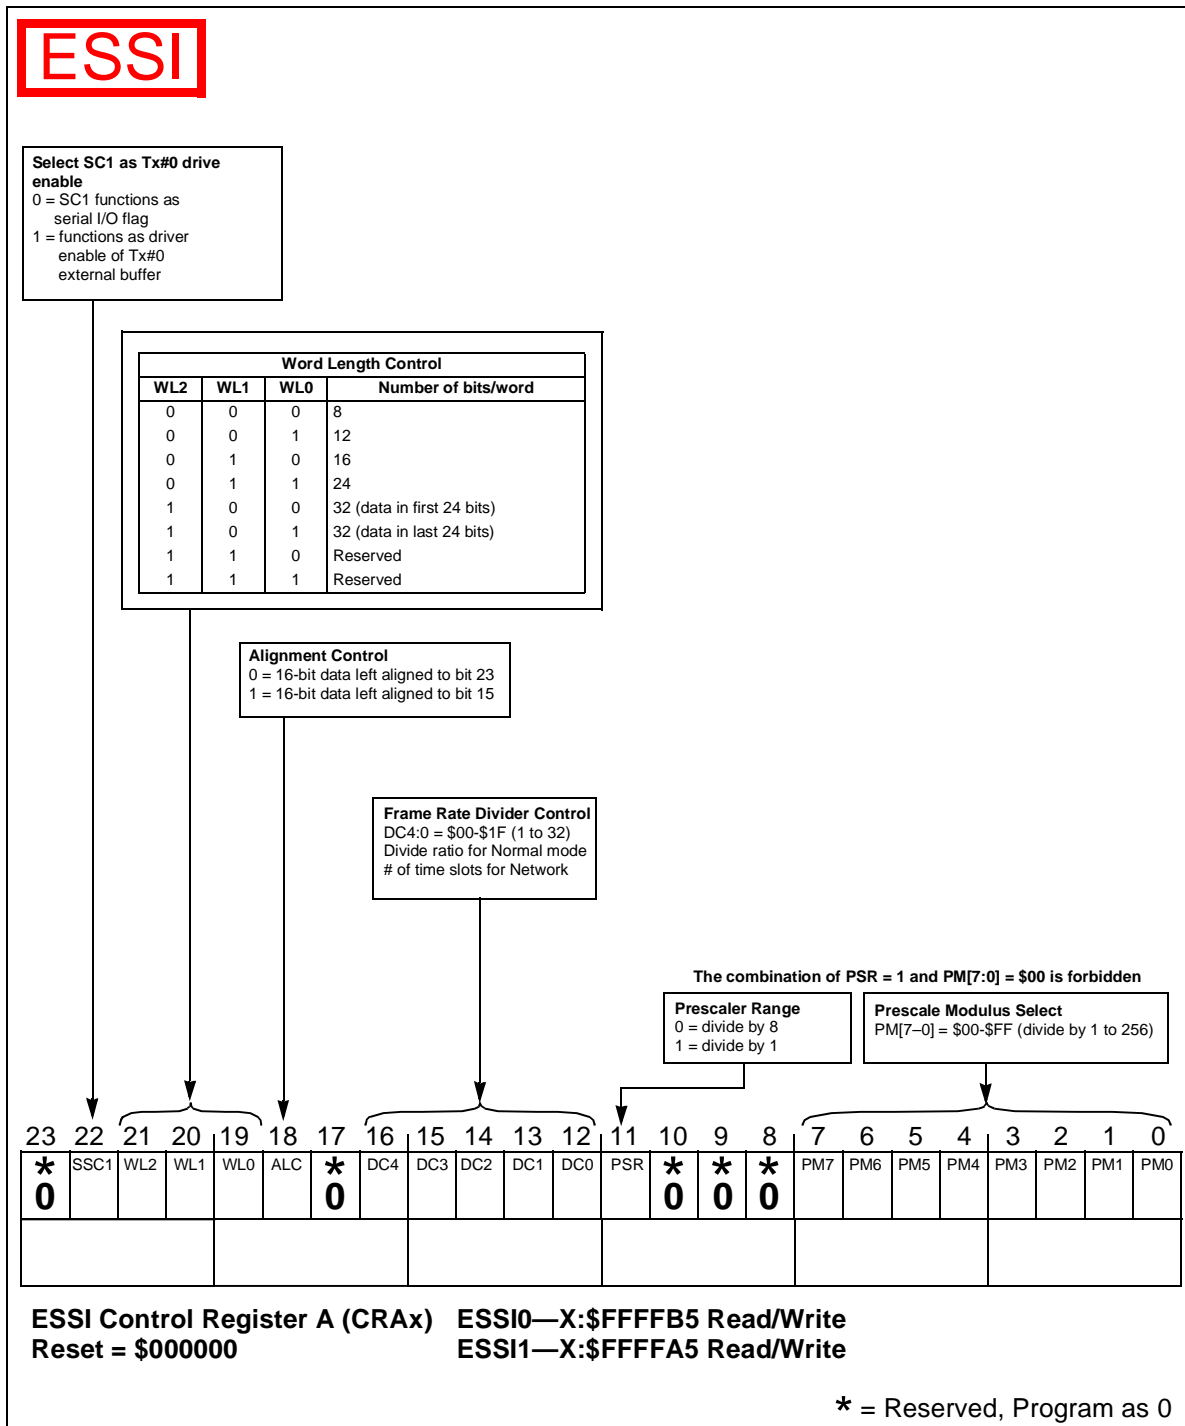 ESSI
Select SC1 as Tx#0 drive
enable
0 = SC1 functions as
serial I/O flag
1 = functions as driver
enable of Tx#0
external buffer
Word Length Control
WL2 WL1 WL0 Number of bits/word
0 0 0 8
0 0 1 12
0 1 0 16
0 1 1 24
1 0 0 32 (data in first 24 bits)
1 0 1 32 (data in last 24 bits)
1 1 0 Reserved
1 1 1 Reserved
Alignment Control
0 = 16-bit data left aligned to bit 23
1 = 16-bit data left aligned to bit 15
Frame Rate Divider Control
DC4:0 = $00-$1F (1 to 32)
Divide ratio for Normal mode
# of time slots for Network
The combination of PSR = 1 and PM[7:0] = $00 is forbidden
Prescaler Range
0 = divide by 8
1 = divide by 1
Prescale Modulus Select
PM[7–0] = $00-$FF (divide by 1 to 256)
23 22 21 20 19 18 17 16 15 14 13 12 11 10 9 8 7 6 5 4 3 2 1 0
* SSC1 WL2 WL1 WL0 ALC * DC4 DC3 DC2 DC1 DC0 PSR * * * PM7 PM6 PM5 PM4 PM3 PM2 PM1 PM0
0 0 0 0 0
ESSI Control Register A (CRAx) ESSI0—X:$FFFFB5 Read/Write
Reset = $000000 ESSI1—X:$FFFFA5 Read/Write
* = Reserved, Program as 0